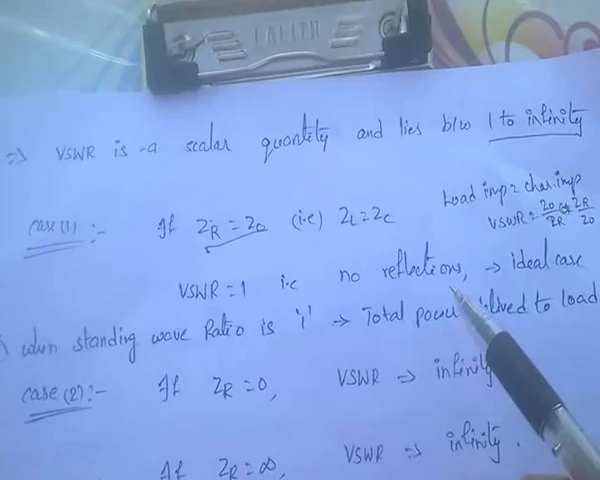 LALITH
⇒ VSWR is a scalar quantity and lies b/w 1 to infinity
Load imp = char.imp
Case(1) :- If ZR = Z0 (i.e) ZL = ZC
VSWR = Z0/ZR or ZR/Z0
VSWR = 1 i.e no reflections, → ideal case
) when standing wave Ratio is '1' → Total power delived to load
Case(2) :- If ZR = 0, VSWR ⇒ infinity
If ZR = ∞, VSWR ⇒ infinity.